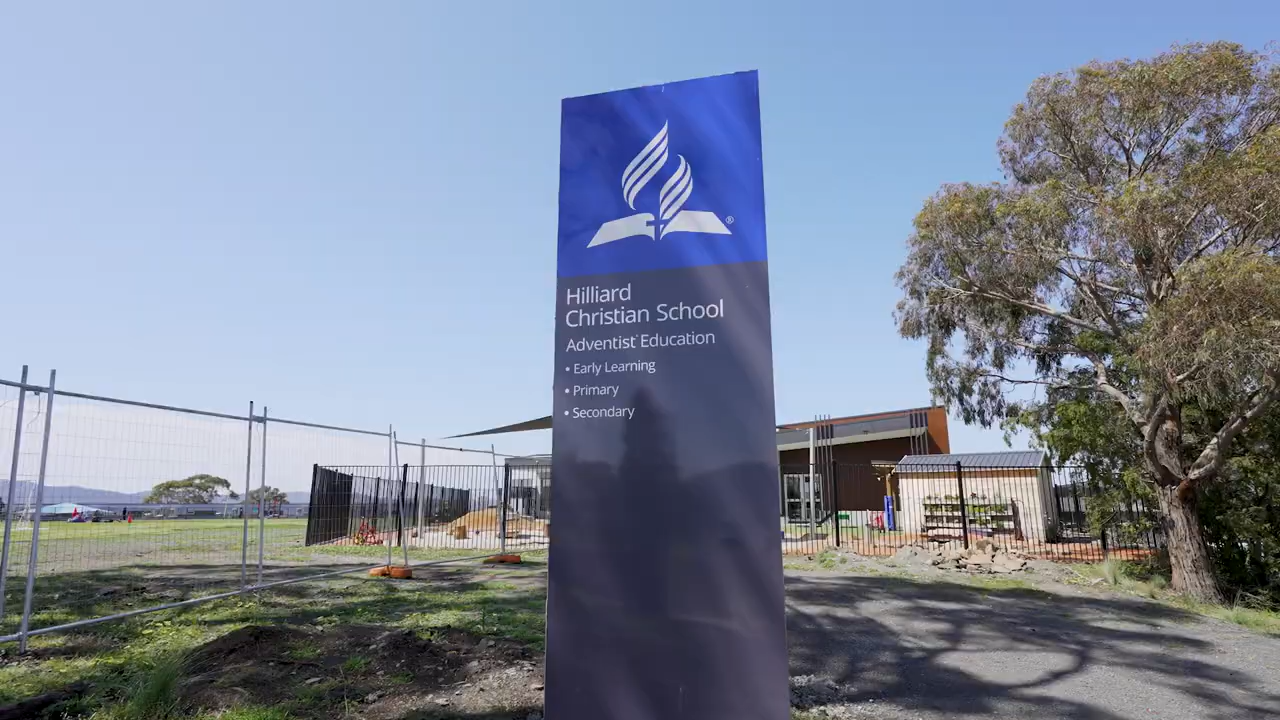 ®
Hilliard
Christian School
Adventist Education
• Early Learning
• Primary
• Secondary